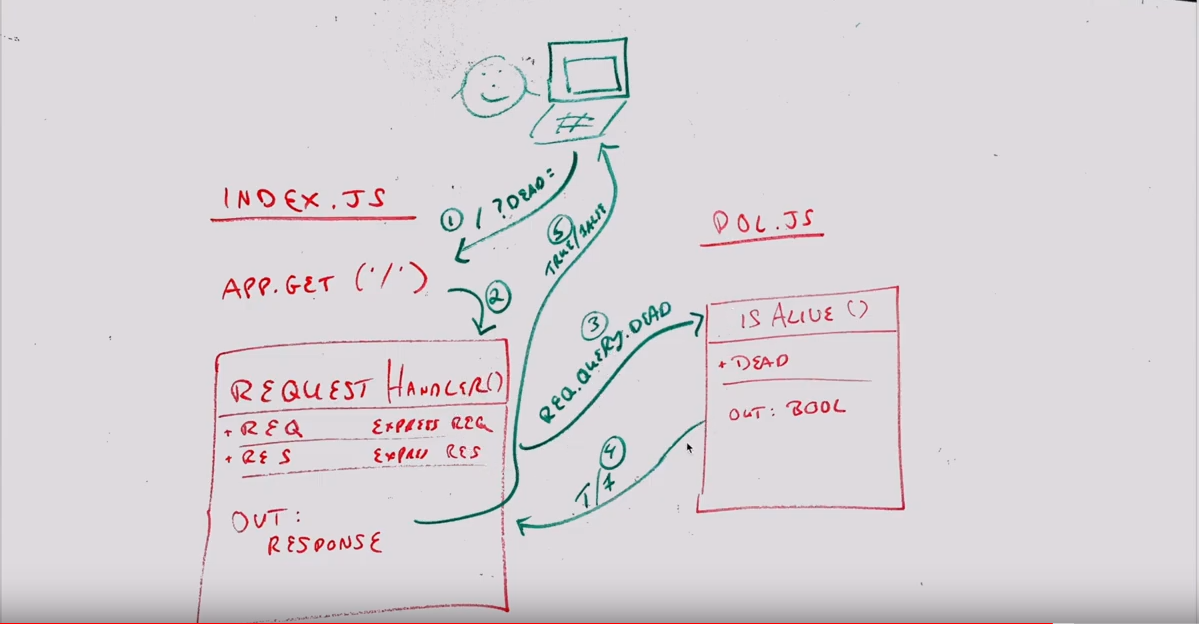 INDEX.JS
① / ?DEAD=
⑤ TRUE/FALSE
DOL.JS
APP.GET ('/')
②
③ REQ.QUERY.DEAD
IS ALIVE ()
+ DEAD
OUT: BOOL
REQUEST HANDLER()
+ REQ EXPRESS REQ
+ RES EXPRESS RES
④ T/F
OUT:
RESPONSE